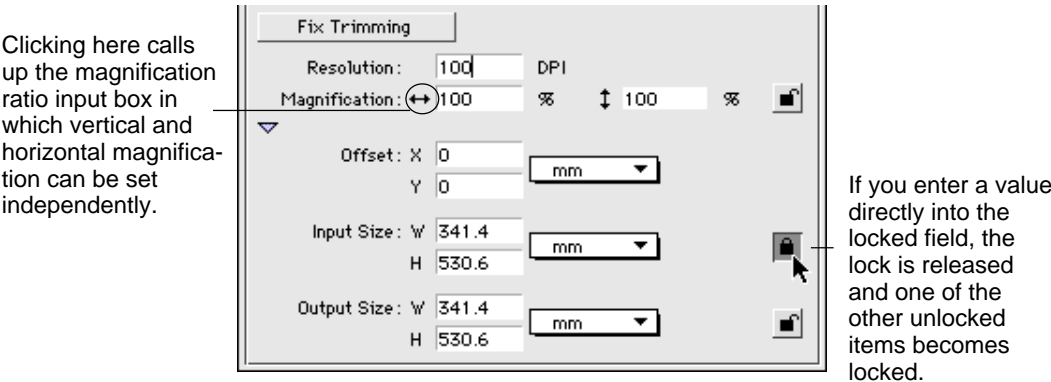 Clicking here calls
up the magnification
ratio input box in
which vertical and
horizontal magnifica-
tion can be set
independently.
Fix Trimming
Resolution: 100 DPI
Magnification: 100 % 100 %
Offset: X 0 mm
Y 0
Input Size: W 341.4 mm
H 530.6
Output Size: W 341.4 mm
H 530.6
If you enter a value
directly into the
locked field, the
lock is released
and one of the
other unlocked
items becomes
locked.